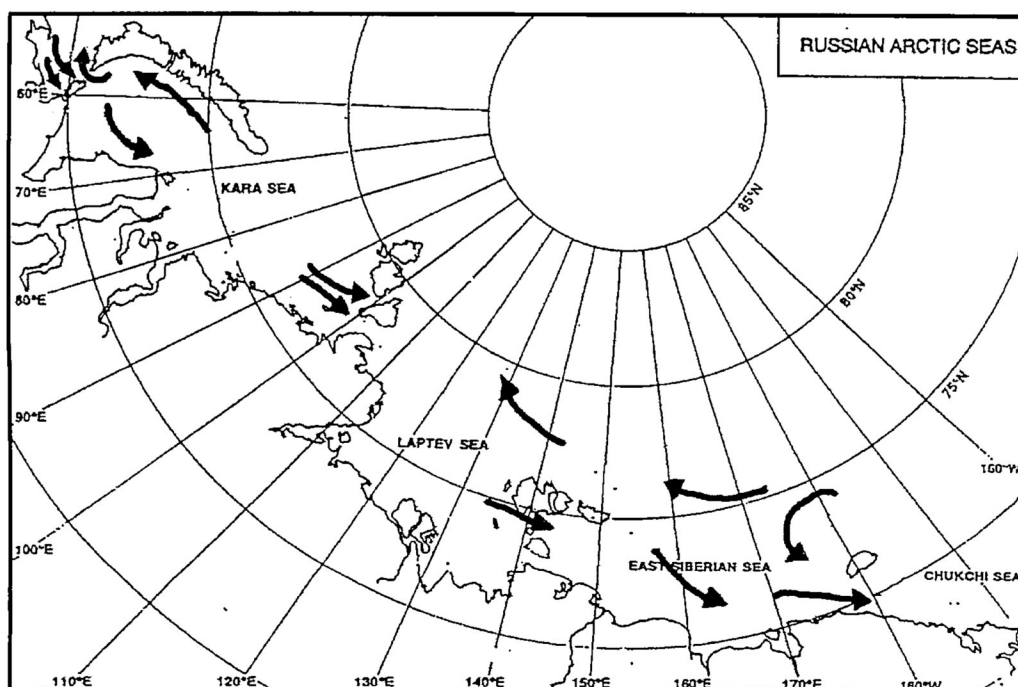 RUSSIAN ARCTIC SEAS
60°E
70°E
KARA SEA
85°N
80°E
80°N
75°N
90°E
LAPTEV SEA
160°W
100°E
EAST SIBERIAN SEA
CHUKCHI SEA
110°E
120°E
130°E
140°E
150°E
160°E
170°E
180°W